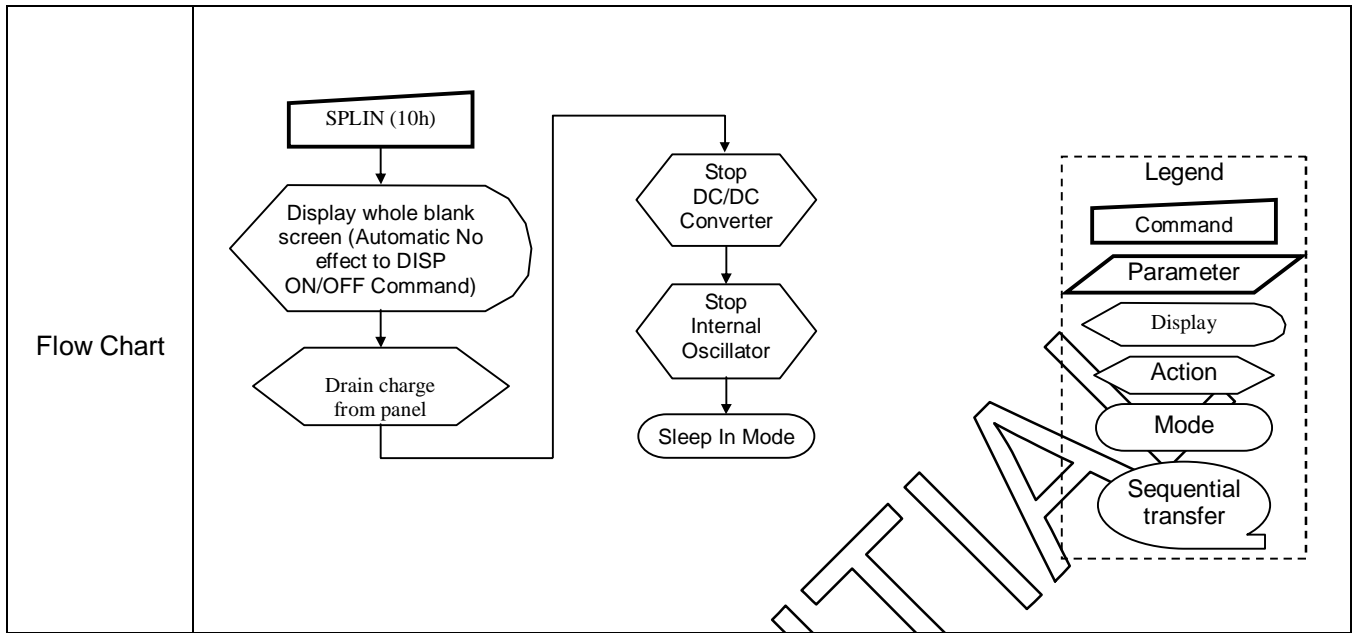 Flow Chart
SPLIN (10h)
Display whole blank
screen (Automatic No
effect to DISP
ON/OFF Command)
Drain charge
from panel
Stop
DC/DC
Converter
Stop
Internal
Oscillator
Sleep In Mode
Legend
Command
Parameter
Display
Action
Mode
Sequential
transfer